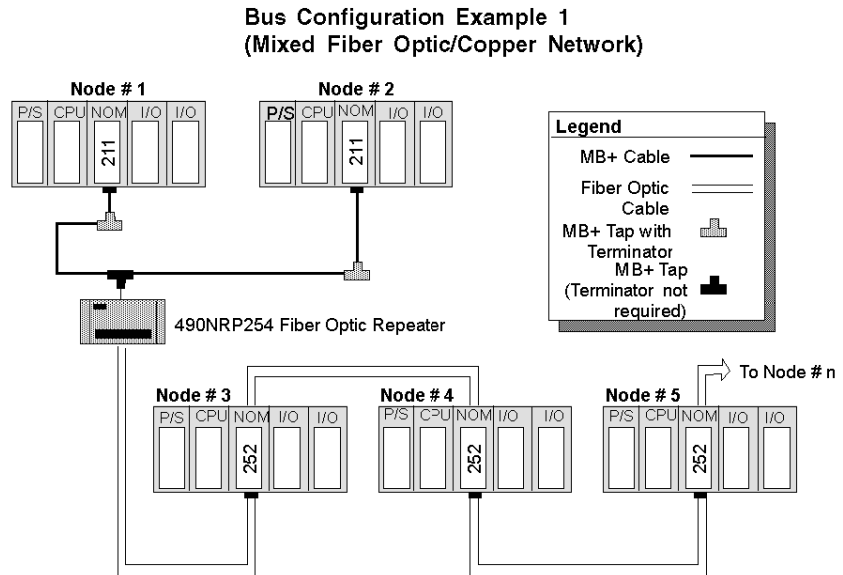 Bus Configuration Example 1
(Mixed Fiber Optic/Copper Network)
Node # 1
P/S CPU NOM I/O I/O
211
Node # 2
P/S CPU NOM I/O I/O
211
Legend
MB+ Cable
Fiber Optic
Cable
MB+ Tap with
Terminator
MB+ Tap
(Terminator not
required)
490NRP254 Fiber Optic Repeater
To Node # n
Node # 3
P/S CPU NOM I/O I/O
252
Node # 4
P/S CPU NOM I/O I/O
252
Node # 5
P/S CPU NOM I/O I/O
252